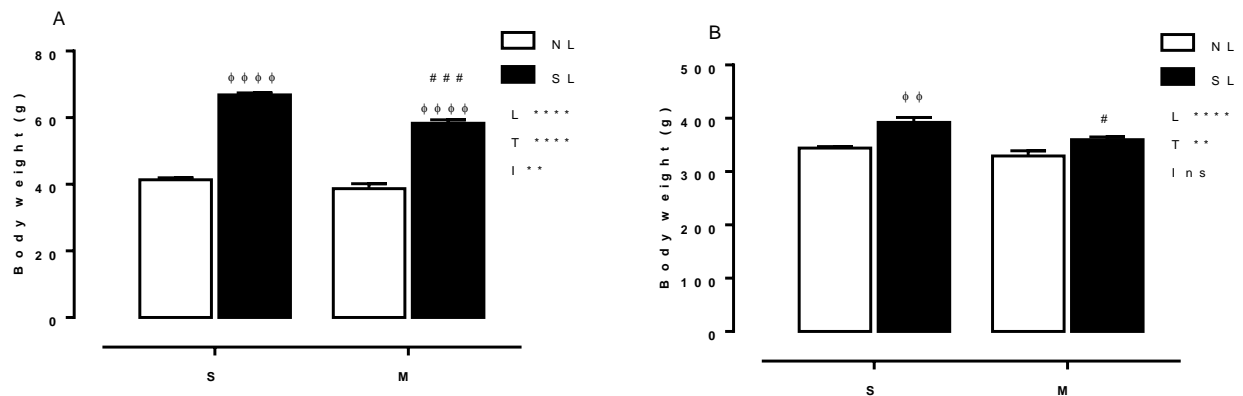 A
NL
SL
L ****
T ****
I **
Body weight (g)
80
60
40
20
0
ϕϕϕϕ
###
ϕϕϕϕ
S
M
B
NL
SL
L ****
T **
I ns
Body weight (g)
500
400
300
200
100
0
ϕϕ
#
S
M